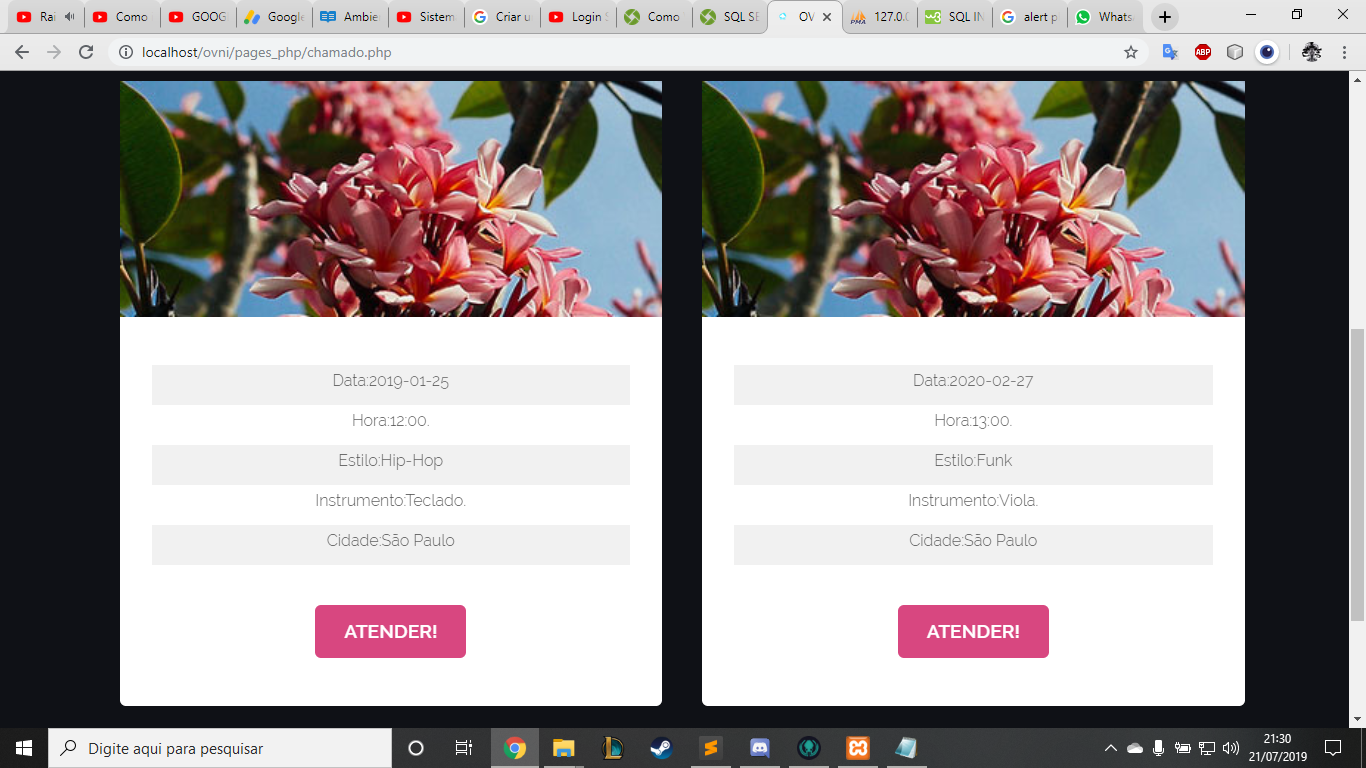 Rai
Como
GOOG
Google
Ambie
Sistem
Criar u
Login S
Como
SQL SE
OV
127.0.0
SQL IN
alert p
Whats
localhost/ovni/pages_php/chamado.php
ABP
Data:2019-01-25
Hora:12:00.
Estilo:Hip-Hop
Instrumento:Teclado.
Cidade:São Paulo
ATENDER!
Data:2020-02-27
Hora:13:00.
Estilo:Funk
Instrumento:Viola.
Cidade:São Paulo
ATENDER!
Digite aqui para pesquisar
21:30
21/07/2019